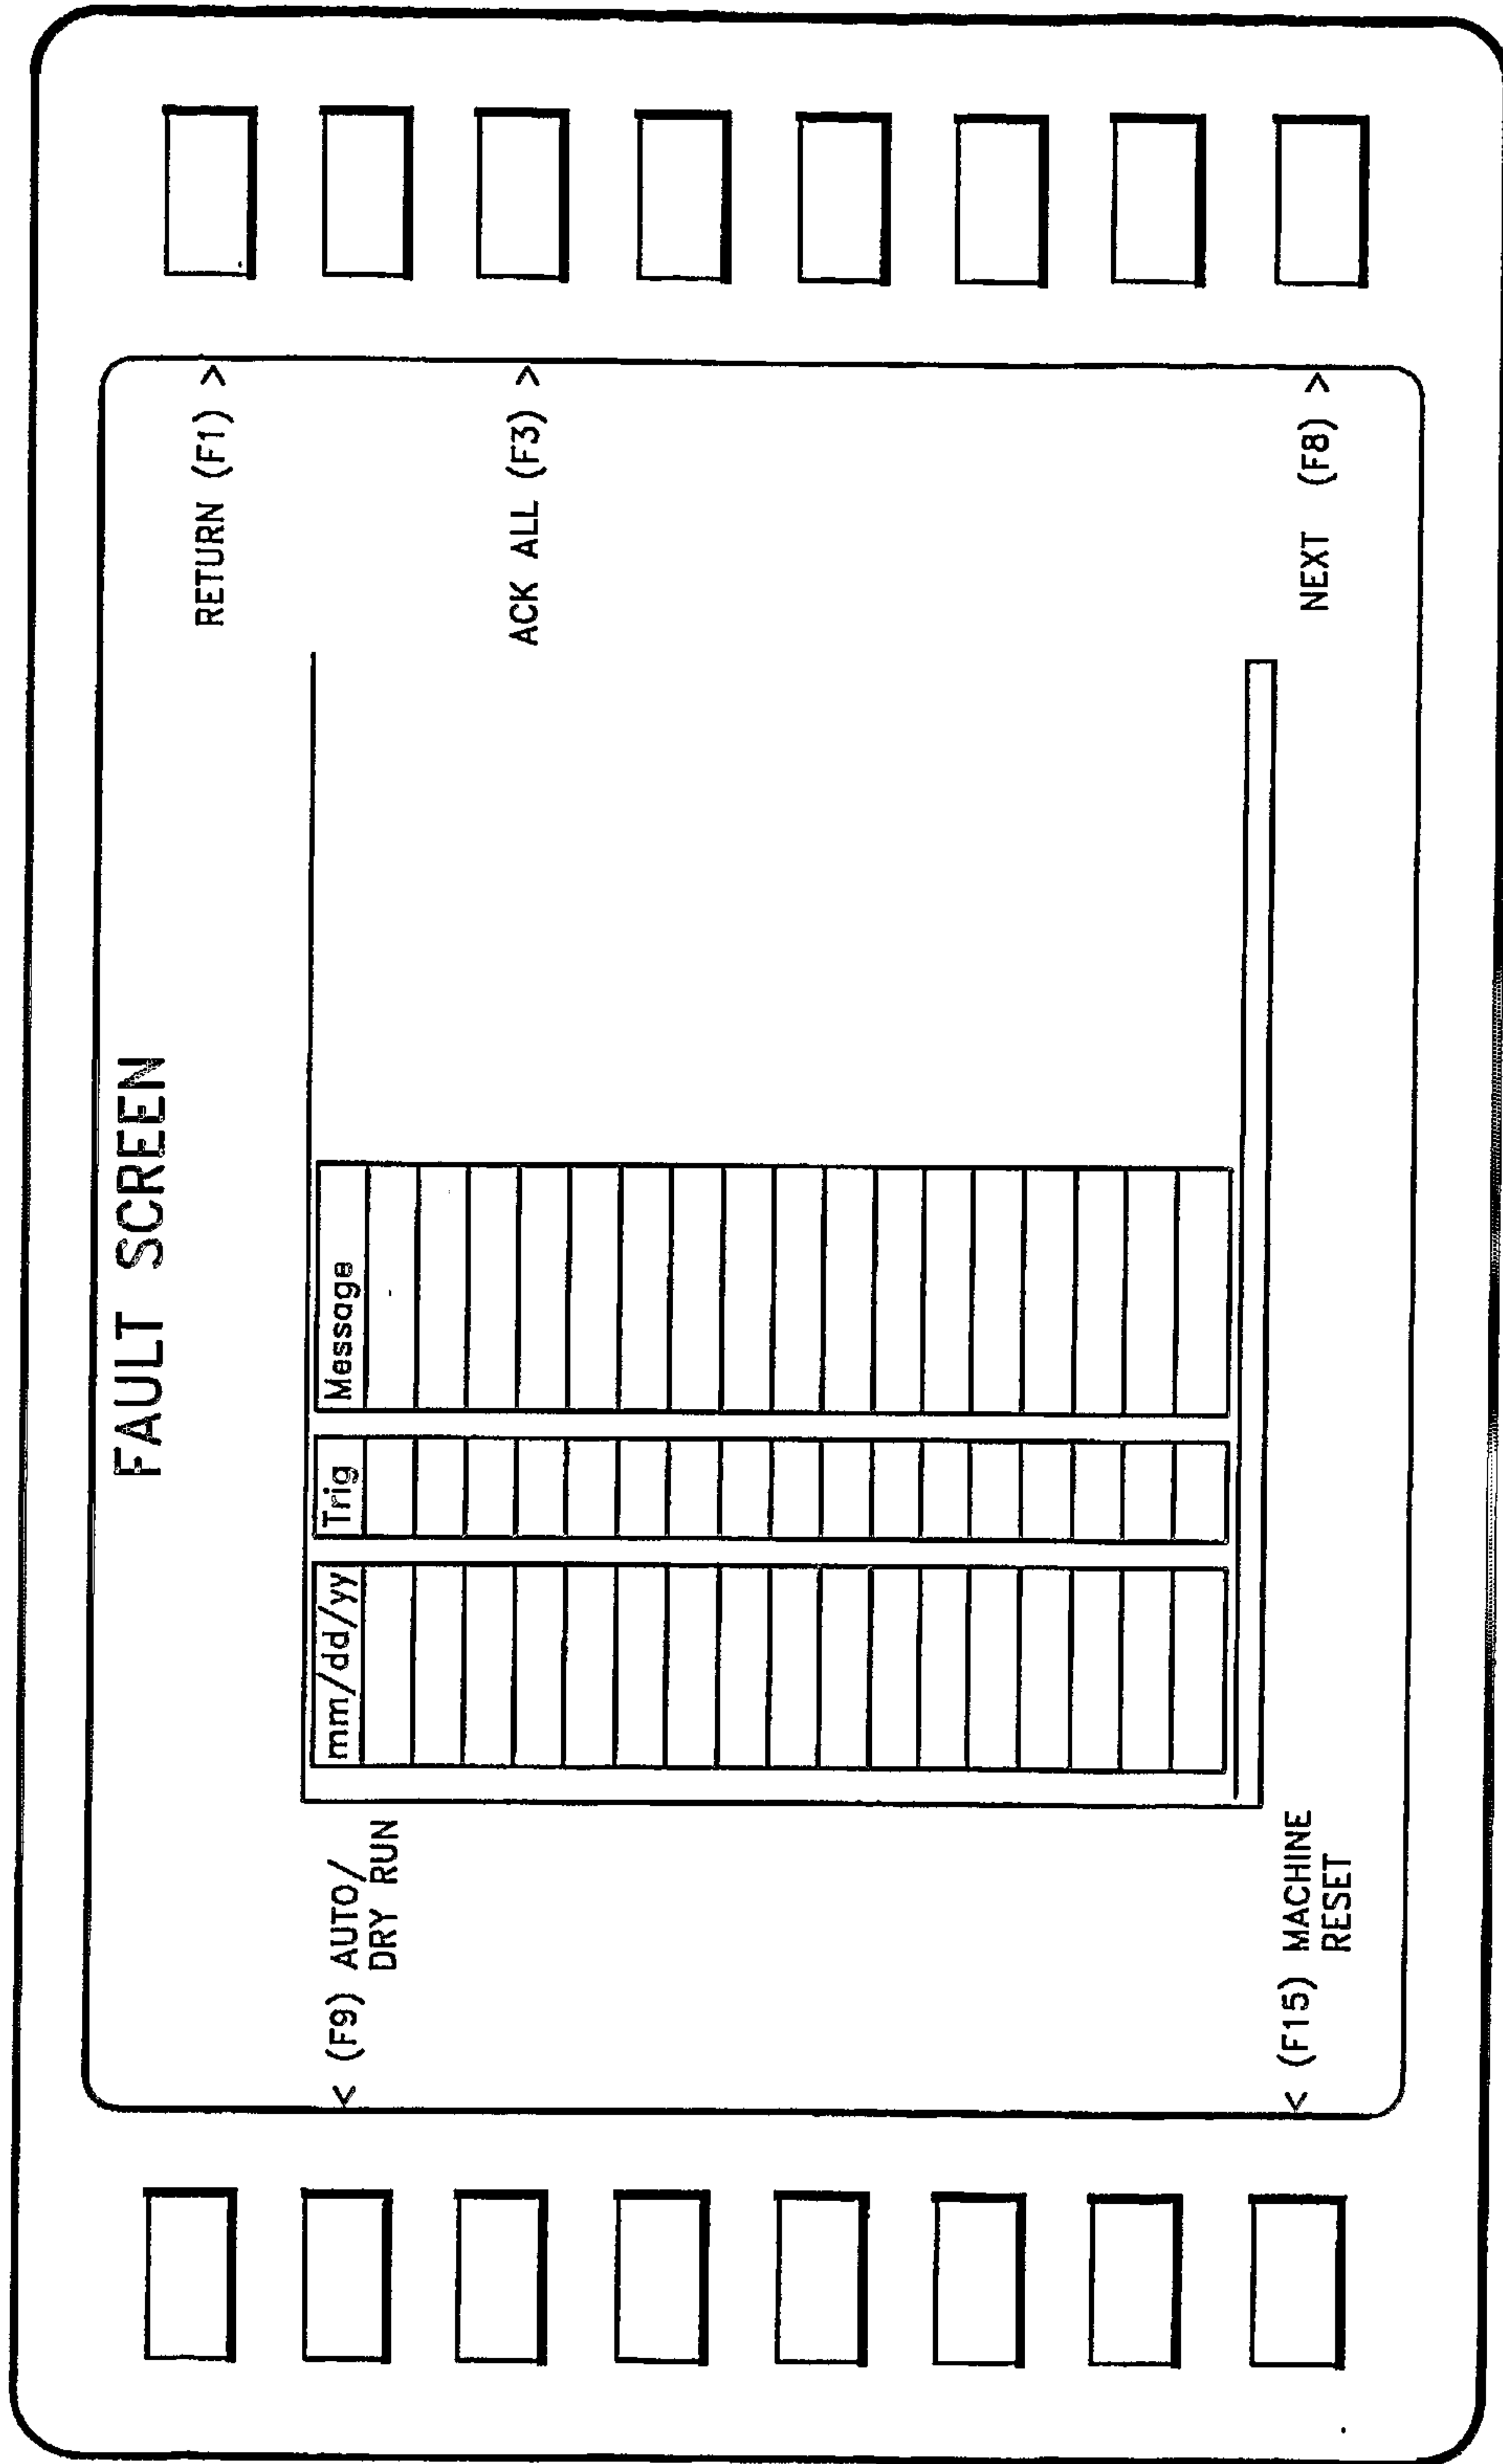 FAULT SCREEN
RETURN (F1) >
< (F9) AUTO/
DRY RUN
mm/dd/yy
Trig
Message
ACK ALL (F3) >
< (F15) MACHINE
RESET
NEXT (F8) >